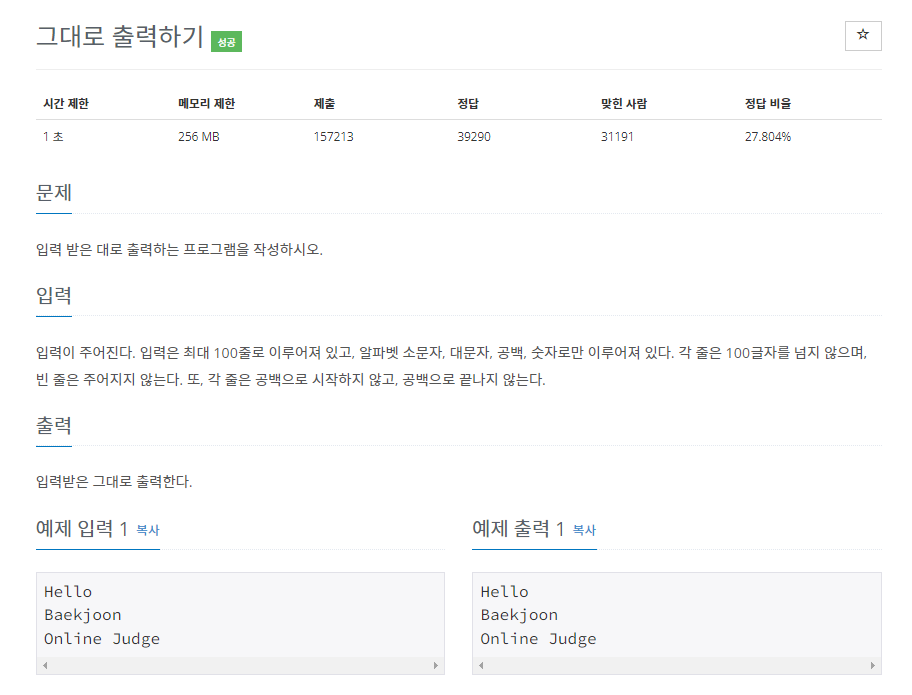 그대로 출력하기 성공
시간 제한 메모리 제한 제출 정답 맞힌 사람 정답 비율
1 초 256 MB 157213 39290 31191 27.804%
문제
입력 받은 대로 출력하는 프로그램을 작성하시오.
입력
입력이 주어진다. 입력은 최대 100줄로 이루어져 있고, 알파벳 소문자, 대문자, 공백, 숫자로만 이루어져 있다. 각 줄은 100글자를 넘지 않으며,
빈 줄은 주어지지 않는다. 또, 각 줄은 공백으로 시작하지 않고, 공백으로 끝나지 않는다.
출력
입력받은 그대로 출력한다.
예제 입력 1 복사
Hello
Baekjoon
Online Judge
예제 출력 1 복사
Hello
Baekjoon
Online Judge